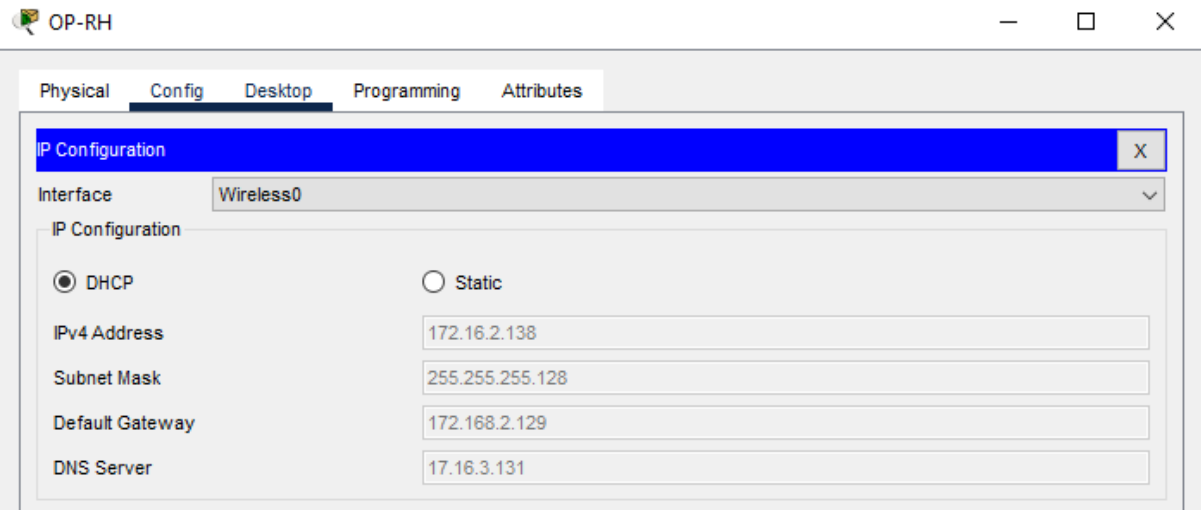 OP-RH
Physical Config Desktop Programming Attributes
IP Configuration X
Interface Wireless0
IP Configuration
DHCP Static
IPv4 Address 172.16.2.138
Subnet Mask 255.255.255.128
Default Gateway 172.168.2.129
DNS Server 17.16.3.131